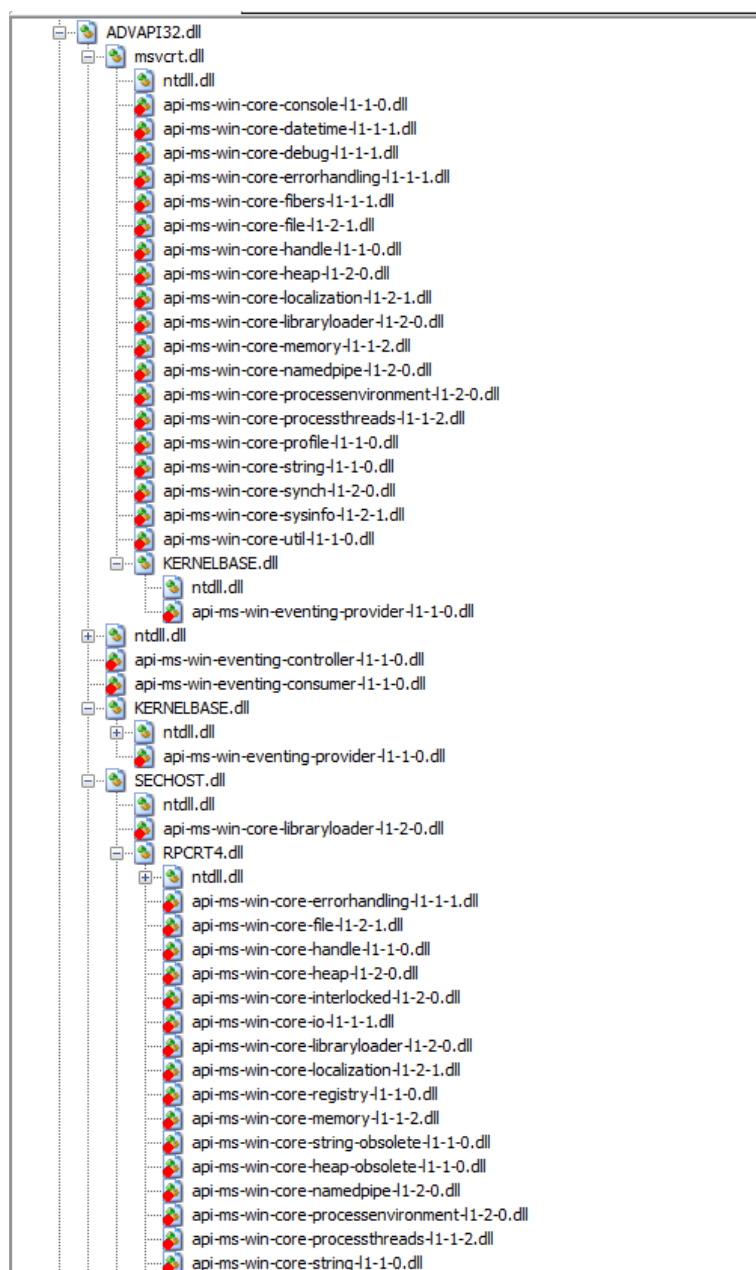 ADVAPI32.dll
msvcrt.dll
ntdll.dll
api-ms-win-core-console-l1-1-0.dll
api-ms-win-core-datetime-l1-1-1.dll
api-ms-win-core-debug-l1-1-1.dll
api-ms-win-core-errorhandling-l1-1-1.dll
api-ms-win-core-fibers-l1-1-1.dll
api-ms-win-core-file-l1-2-1.dll
api-ms-win-core-handle-l1-1-0.dll
api-ms-win-core-heap-l1-2-0.dll
api-ms-win-core-localization-l1-2-1.dll
api-ms-win-core-libraryloader-l1-2-0.dll
api-ms-win-core-memory-l1-1-2.dll
api-ms-win-core-namedpipe-l1-2-0.dll
api-ms-win-core-processenvironment-l1-2-0.dll
api-ms-win-core-processthreads-l1-1-2.dll
api-ms-win-core-profile-l1-1-0.dll
api-ms-win-core-string-l1-1-0.dll
api-ms-win-core-synch-l1-2-0.dll
api-ms-win-core-sysinfo-l1-2-1.dll
api-ms-win-core-util-l1-1-0.dll
KERNELBASE.dll
ntdll.dll
api-ms-win-eventing-provider-l1-1-0.dll
ntdll.dll
api-ms-win-eventing-controller-l1-1-0.dll
api-ms-win-eventing-consumer-l1-1-0.dll
KERNELBASE.dll
ntdll.dll
api-ms-win-eventing-provider-l1-1-0.dll
SECHOST.dll
ntdll.dll
api-ms-win-core-libraryloader-l1-2-0.dll
RPCRT4.dll
ntdll.dll
api-ms-win-core-errorhandling-l1-1-1.dll
api-ms-win-core-file-l1-2-1.dll
api-ms-win-core-handle-l1-1-0.dll
api-ms-win-core-heap-l1-2-0.dll
api-ms-win-core-interlocked-l1-2-0.dll
api-ms-win-core-io-l1-1-1.dll
api-ms-win-core-libraryloader-l1-2-0.dll
api-ms-win-core-localization-l1-2-1.dll
api-ms-win-core-registry-l1-1-0.dll
api-ms-win-core-memory-l1-1-2.dll
api-ms-win-core-string-obsolete-l1-1-0.dll
api-ms-win-core-heap-obsolete-l1-1-0.dll
api-ms-win-core-namedpipe-l1-2-0.dll
api-ms-win-core-processenvironment-l1-2-0.dll
api-ms-win-core-processthreads-l1-1-2.dll
api-ms-win-core-string-l1-1-0.dll